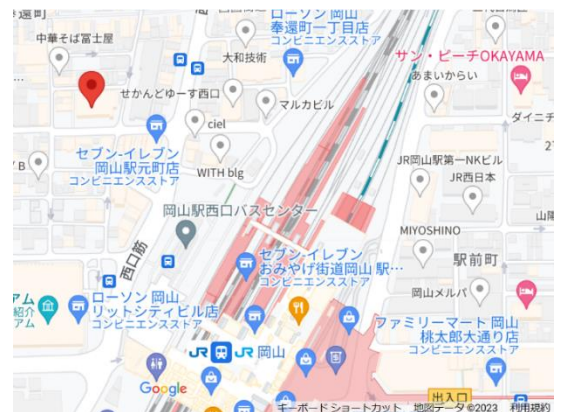 ローソン 岡山
奉還町一丁目店
コンビニエンスストア
中華そば富士屋
大和技術
サン・ピーチOKAYAMA
あまいからい
せかんどゆーす西口
マルカビル
ciel
ダイニチ
セブン-イレブン
岡山駅元町店
コンビニエンスストア
WITH blg
JR岡山駅第一NKビル
JR西日本
岡山駅西口バスセンター
MIYOSHINO
駅前町
西口筋
セブン-イレブン
おみやげ街道岡山 駅…
コンビニエンスストア
岡山メルパ
アム
紹介
アム
ローソン 岡山
リットシティビル店
コンビニエンスストア
ファミリーマート 岡山
桃太郎大通り店
コンビニエンスストア
JR JR 岡山
Google
出入口
キーボード ショートカット 地図データ ©2023 利用規約